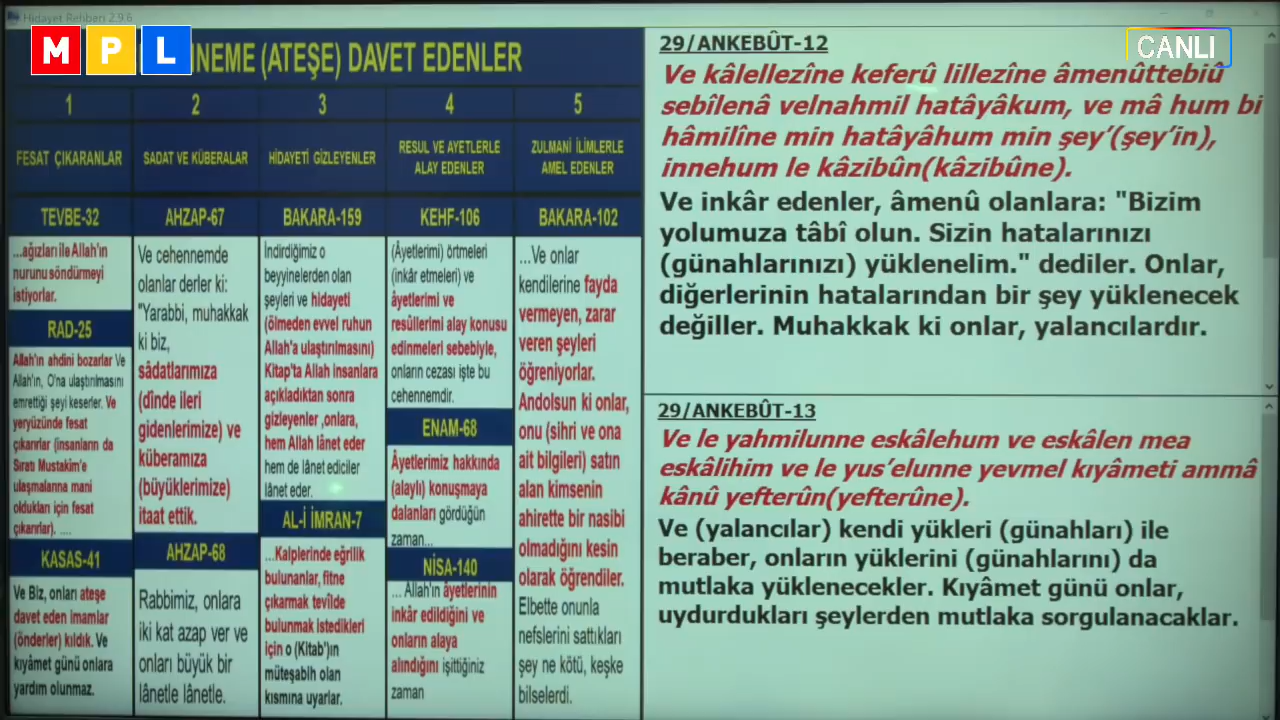 Hidayet Rehberi 2.9.6
MPL
CANLI
İNEME (ATEŞE) DAVET EDENLER
1
2
3
4
5
FESAT ÇIKARANLAR
SADAT VE KÜBERALAR
HİDAYETİ GİZLEYENLER
RESUL VE AYETLERLE
ALAY EDENLER
ZULMANİ İLİMLERLE
AMEL EDENLER
TEVBE-32
...ağızları ile Allah'ın
nurunu söndürmeyi
istiyorlar.
RAD-25
Allah'ın ahdini bozarlar Ve
Allah'ın, O'na ulaştırılmasını
emrettiği şeyi keserler. Ve
yeryüzünde fesat
çıkarırlar (insanların da
Sıratı Mustakîm'e
ulaşmalarına mani
oldukları için fesat
çıkarırlar). ....
KASAS-41
Ve Biz, onları ateşe
davet eden imamlar
(önderler) kıldık. Ve
kıyâmet günü onlara
yardım olunmaz.
AHZAP-67
Ve cehennemde
olanlar derler ki:
"Yarabbi, muhakkak
ki biz,
sâdatlarımıza
(dînde ileri
gidenlerimize) ve
küberamıza
(büyüklerimize)
itaat ettik.
AHZAP-68
Rabbimiz, onlara
iki kat azap ver ve
onları büyük bir
lânetle lânetle.
BAKARA-159
İndirdiğimiz o
beyyinelerden olan
şeyleri ve hidayeti
(ölmeden evvel ruhun
Allah'a ulaştırılmasını)
Kitap'ta Allah insanlara
açıkladıktan sonra
gizleyenler ,onlara,
hem Allah lânet eder
hem de lânet ediciler
lânet eder.
AL-İ İMRAN-7
...Kalplerinde eğrilik
bulunanlar, fitne
çıkarmak tevîlde
bulunmak istedikleri
için o (Kitab')ın
müteşabih olan
kısmına uyarlar.
KEHF-106
(Âyetlerimi) örtmeleri
(inkâr etmeleri) ve
âyetlerimi ve
resûllerimi alay konusu
edinmeleri sebebiyle,
onların cezası işte bu
cehennemdir.
ENAM-68
Âyetlerimiz hakkında
(alaylı) konuşmaya
dalanları gördüğün
zaman...
NİSA-140
... Allah'ın âyetlerinin
inkâr edildiğini ve
onların alaya
alındığını işittiğiniz
zaman
BAKARA-102
...Ve onlar
kendilerine fayda
vermeyen, zarar
veren şeyleri
öğreniyorlar.
Andolsun ki onlar,
onu (sihri ve ona
ait bilgileri) satın
alan kimsenin
ahirette bir nasibi
olmadığını kesin
olarak öğrendiler.
Elbette onunla
nefslerini sattıkları
şey ne kötü, keşke
bilselerdi.
29/ANKEBÛT-12
Ve kâlellezîne keferû lillezîne âmenûttebiû
sebîlenâ velnahmil hatâyâkum, ve mâ hum bi
hâmilîne min hatâyâhum min şey'(şey'in),
innehum le kâzibûn(kâzibûne).
Ve inkâr edenler, âmenû olanlara: "Bizim
yolumuza tâbî olun. Sizin hatalarınızı
(günahlarınızı) yüklenelim." dediler. Onlar,
diğerlerinin hatalarından bir şey yüklenecek
değiller. Muhakkak ki onlar, yalancılardır.
29/ANKEBÛT-13
Ve le yahmilunne eskâlehum ve eskâlen mea
eskâlihim ve le yus'elunne yevmel kıyâmeti ammâ
kânû yefterûn(yefterûne).
Ve (yalancılar) kendi yükleri (günahları) ile
beraber, onların yüklerini (günahlarını) da
mutlaka yüklenecekler. Kıyâmet günü onlar,
uydurdukları şeylerden mutlaka sorgulanacaklar.